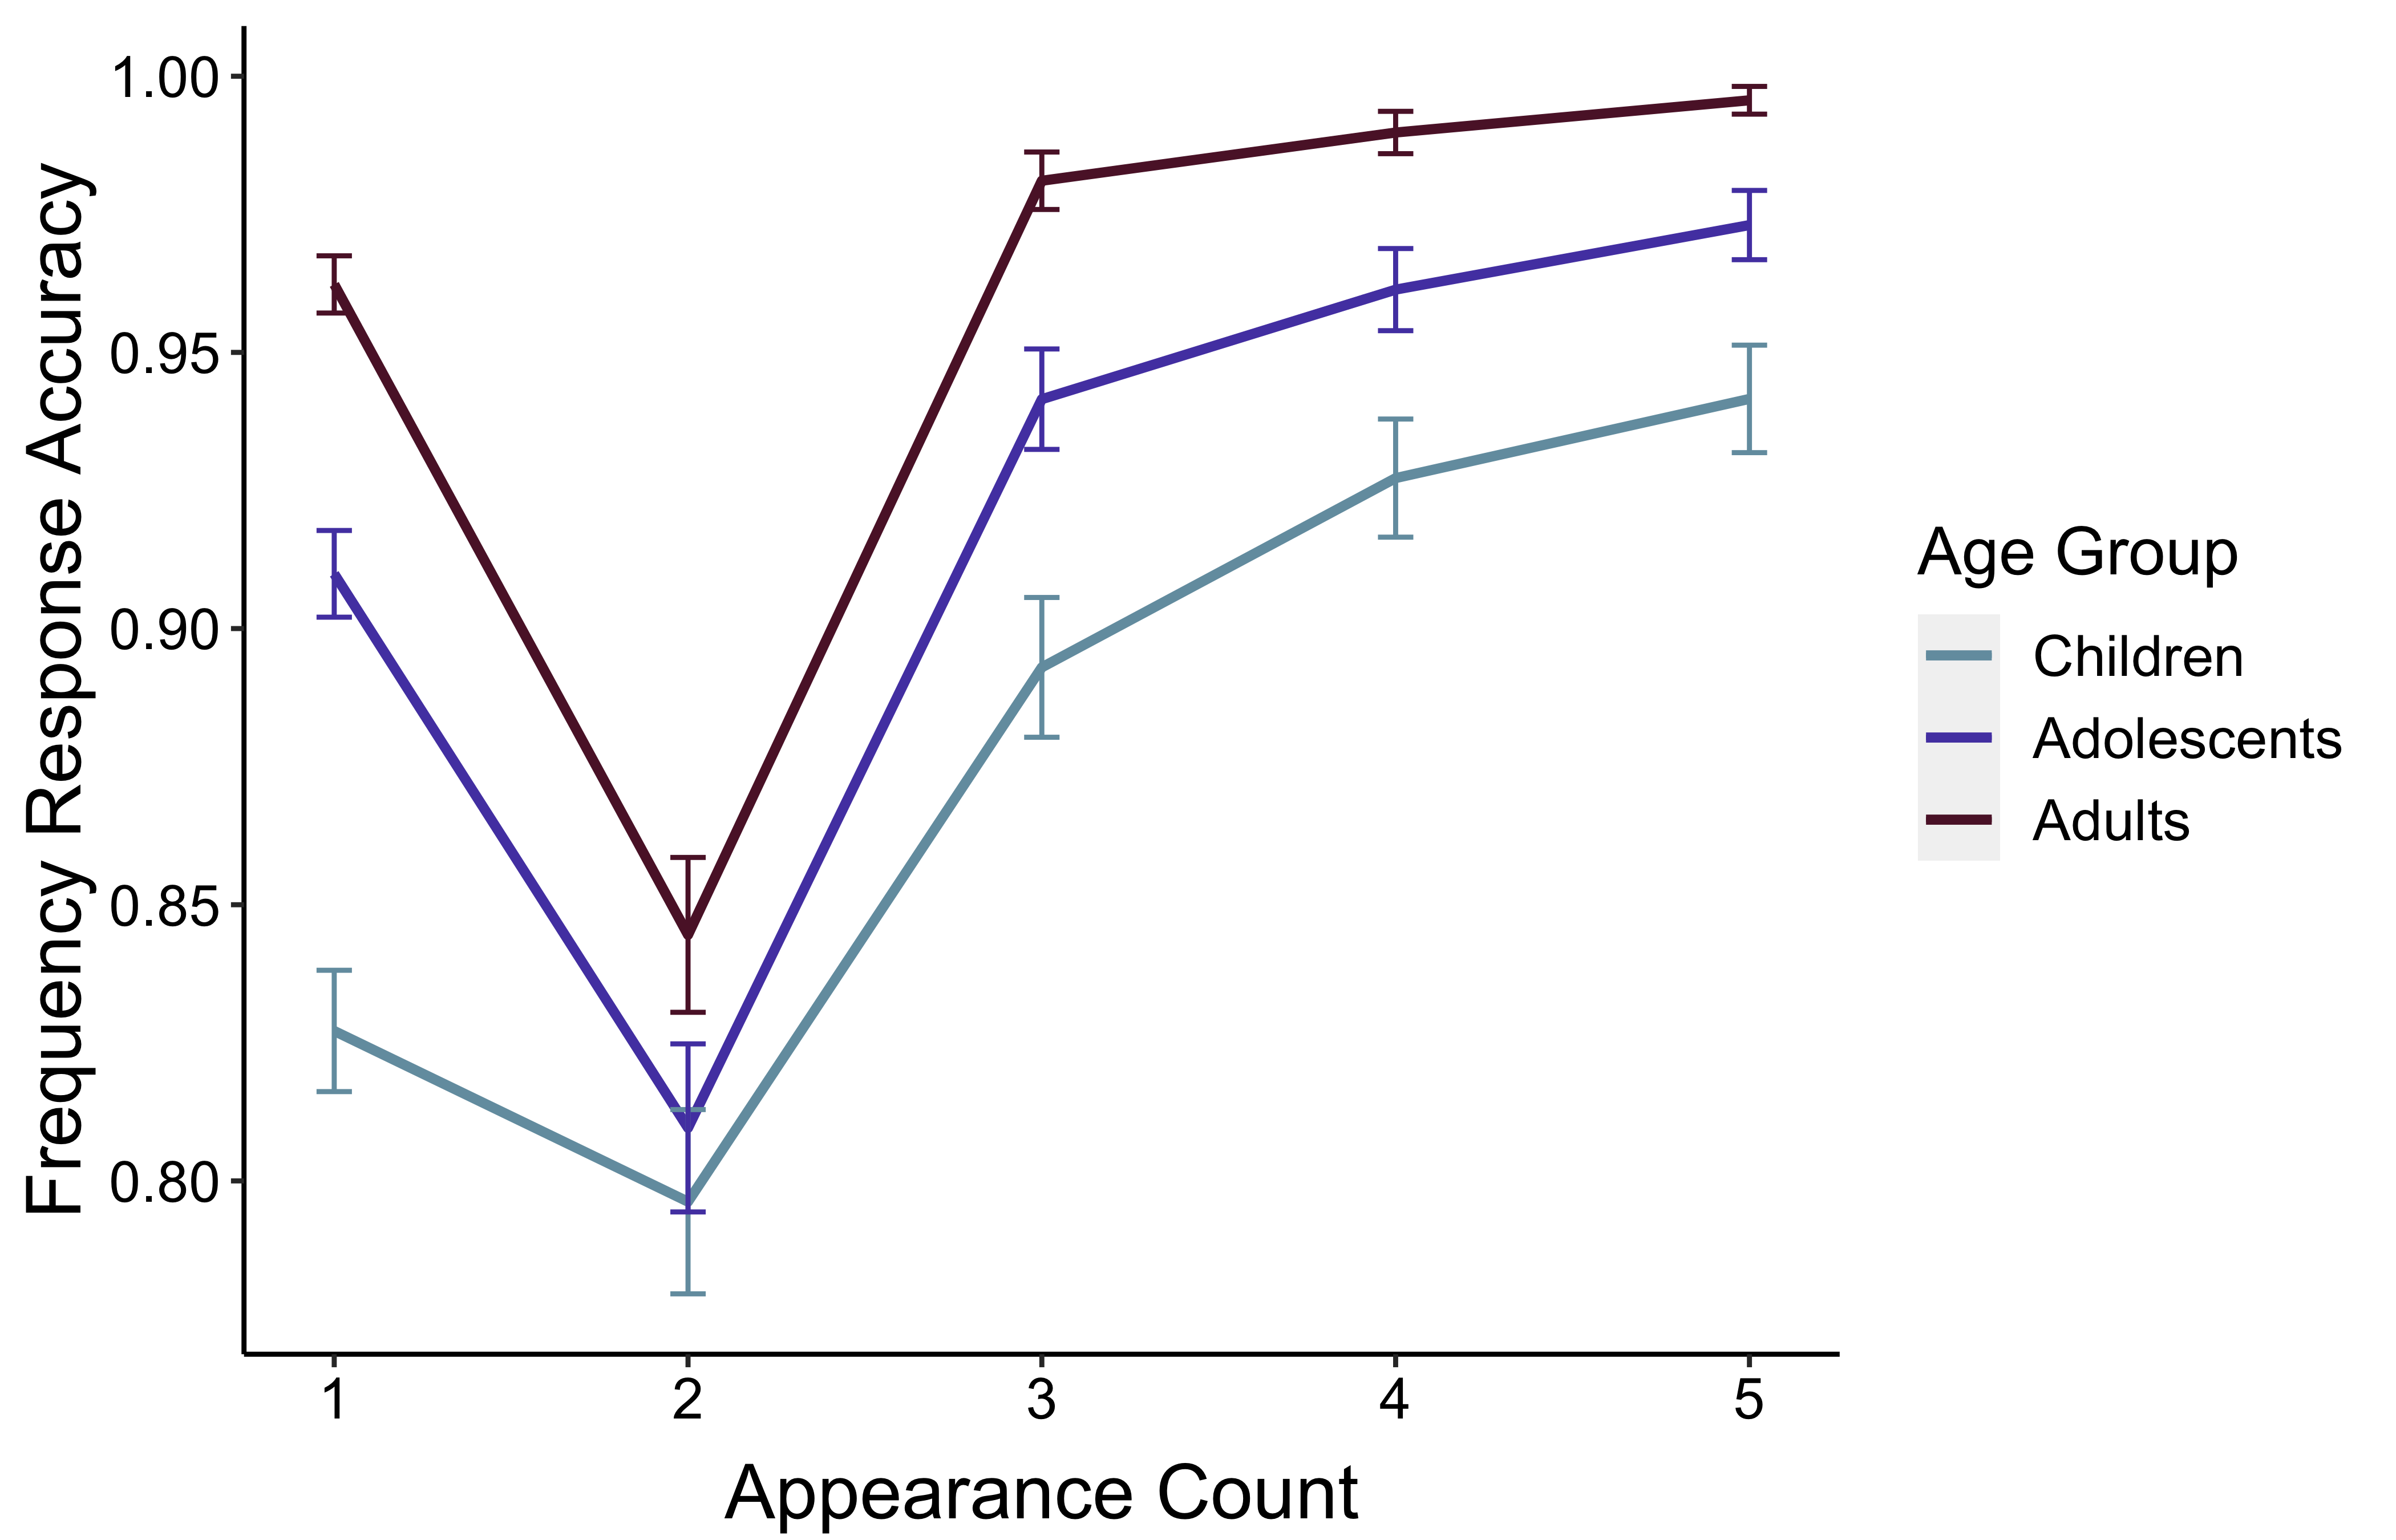 Frequency Response Accuracy
1.00
0.95
0.90
0.85
0.80
1 2 3 4 5
Appearance Count
Age Group
Children
Adolescents
Adults